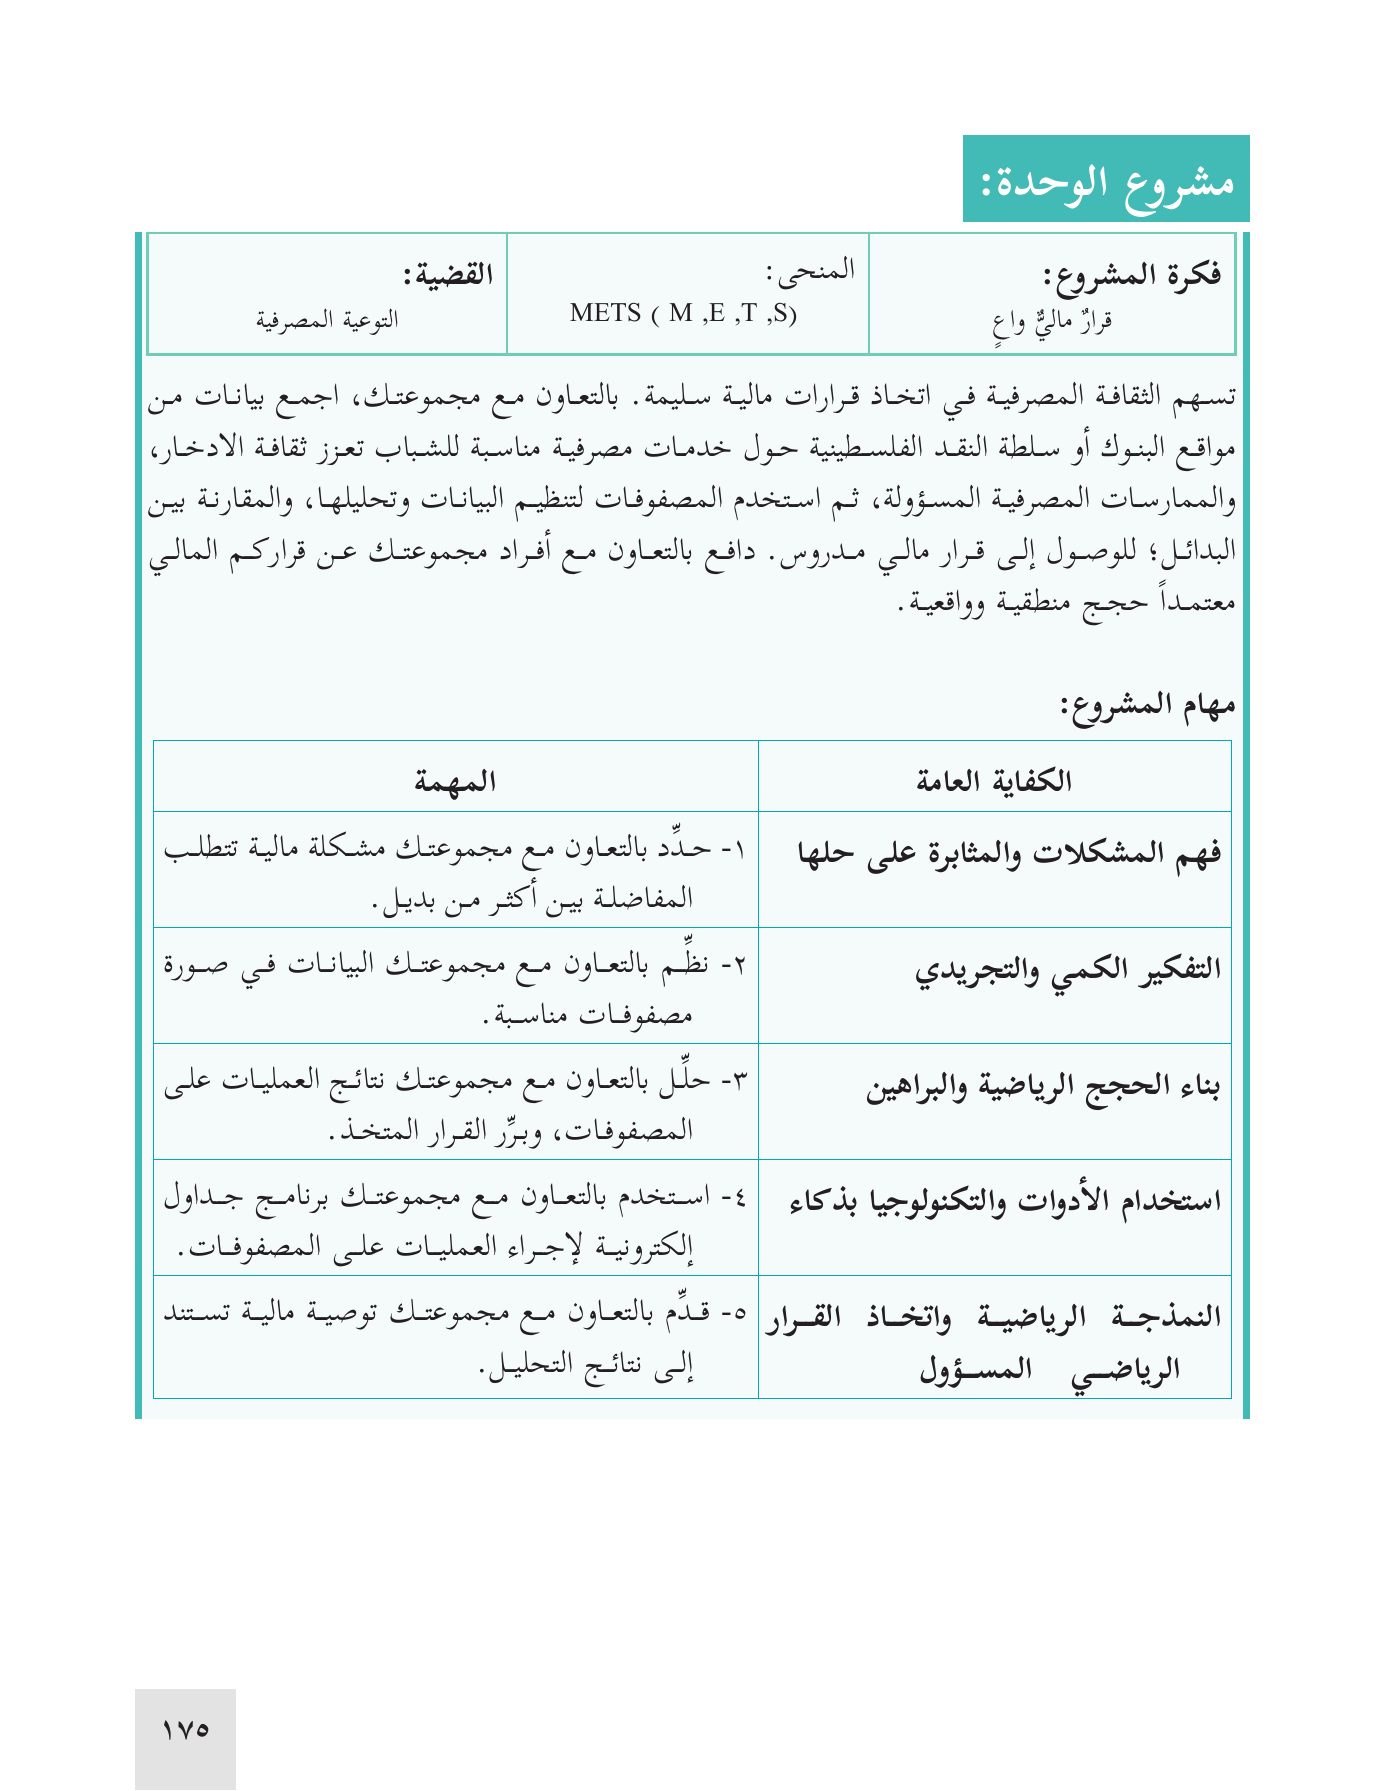 مشروع الوحدة:
فكرة المشروع:
قرارٌ ماليٌّ واعٍ
المنحى:
METS ( M ,E ,T ,S)
القضية:
التوعية المصرفية
تسهم الثقافة المصرفية في اتخاذ قرارات مالية سليمة. بالتعاون مع مجموعتك، اجمع بيانات من
مواقع البنوك أو سلطة النقد الفلسطينية حول خدمات مصرفية مناسبة للشباب تعزز ثقافة الادخار،
والممارسات المصرفية المسؤولة، ثم استخدم المصفوفات لتنظيم البيانات وتحليلها، والمقارنة بين
البدائل؛ للوصول إلى قرار مالي مدروس. دافع بالتعاون مع أفراد مجموعتك عن قراركم المالي
معتمداً حجج منطقية وواقعية.
مهام المشروع:
الكفاية العامة
المهمة
فهم المشكلات والمثابرة على حلها
١- حدِّد بالتعاون مع مجموعتك مشكلة مالية تتطلب
المفاضلة بين أكثر من بديل.
التفكير الكمي والتجريدي
٢- نظِّم بالتعاون مع مجموعتك البيانات في صورة
مصفوفات مناسبة.
بناء الحجج الرياضية والبراهين
٣- حلِّل بالتعاون مع مجموعتك نتائج العمليات على
المصفوفات، وبرِّر القرار المتخذ.
استخدام الأدوات والتكنولوجيا بذكاء
٤- استخدم بالتعاون مع مجموعتك برنامج جداول
إلكترونية لإجراء العمليات على المصفوفات.
النمذجة الرياضية واتخاذ القرار
الرياضي المسؤول
٥- قدِّم بالتعاون مع مجموعتك توصية مالية تستند
إلى نتائج التحليل.
١٧٥